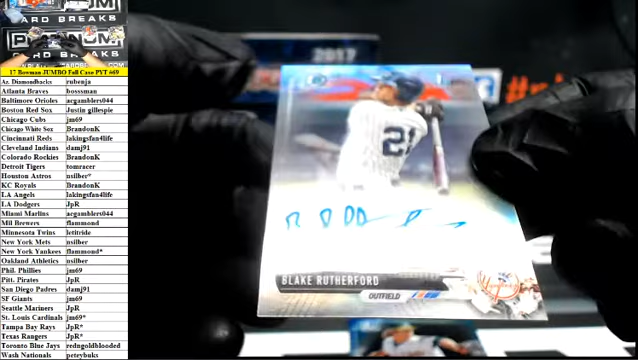 PLATINUM
CARD BREAKS
17 Bowman JUMBO Full Case PYT #69
Az. Diamondbacks rubenja
Atlanta Braves bosssman
Baltimore Orioles argamblers044
Boston Red Sox Justin gillespie
Chicago Cubs jm69
Chicago White Sox BrandonK
Cincinnati Reds lakingsfan4life
Cleveland Indians damj91
Colorado Rockies BrandonK
Detroit Tigers tomracer
Houston Astros nsilber*
KC Royals BrandonK
LA Angels lakingsfan4life
LA Dodgers JpR
Miami Marlins argamblers044
Mil Brewers flammond
Minnesota Twins letitride
New York Mets nsilber
New York Yankees flammond*
Oakland Athletics nsilber
Phil. Phillies jm69
Pitt. Pirates JpR
San Diego Padres damj91
SF Giants jm69
Seattle Mariners JpR
St. Louis Cardinals jm69*
Tampa Bay Rays JpR*
Texas Rangers JpR*
Toronto Blue Jays redngoldblooded
Wash Nationals peteybuks
2017
21
BLAKE RUTHERFORD
OUTFIELD